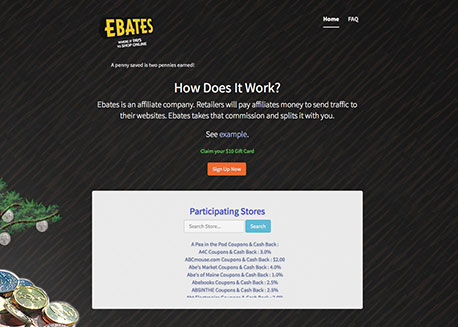 EBATES
WHERE IT PAYS
TO SHOP ONLINE
Home FAQ
A penny saved is two pennies earned!
How Does It Work?
Ebates is an affiliate company. Retailers will pay affiliates money to send traffic to
their websites. Ebates takes that commission and splits it with you.
See example.
Claim your $10 Gift Card
Sign Up Now
Participating Stores
Search Store... Search
A Pea in the Pod Coupons & Cash Back :
A4C Coupons & Cash Back : 3.0%
ABCmouse.com Coupons & Cash Back : $2.00
Abe's Market Coupons & Cash Back : 4.0%
Abe's of Maine Coupons & Cash Back : 1.0%
Abebooks Coupons & Cash Back : 2.5%
ABSINTHE Coupons & Cash Back : 2.5%